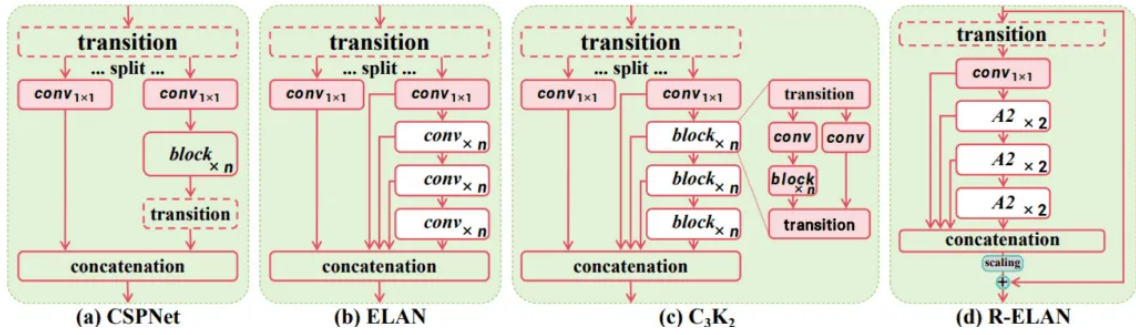 transition
... split ...
conv1×1
conv1×1
block× n
transition
concatenation
(a) CSPNet
transition
... split ...
conv1×1
conv1×1
conv× n
conv× n
conv× n
concatenation
(b) ELAN
transition
... split ...
conv1×1
conv1×1
block× n
block× n
block× n
concatenation
transition
conv
conv
block× n
transition
(c) C3K2
transition
conv1×1
A2 × 2
A2 × 2
A2 × 2
concatenation
scaling
+
(d) R-ELAN